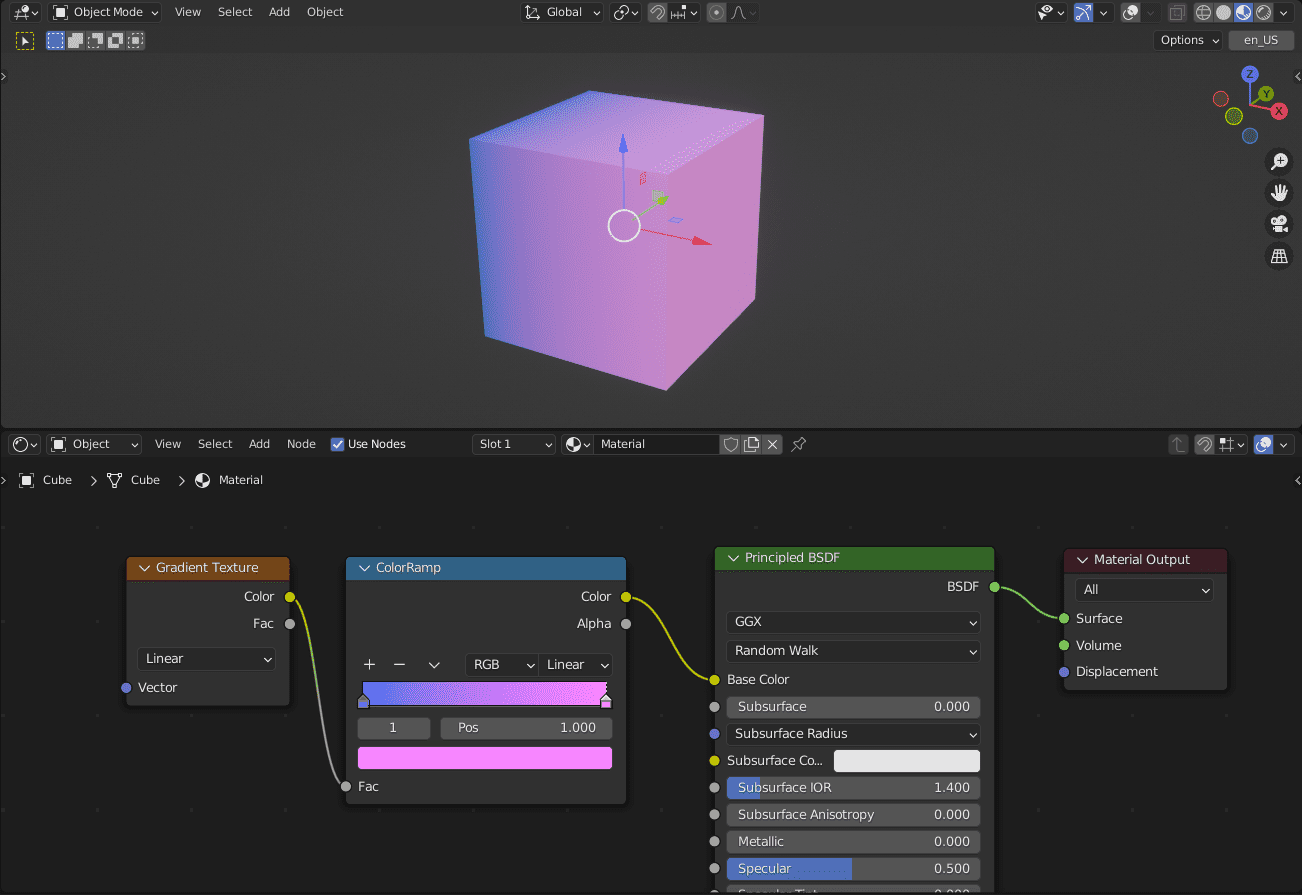 Object Mode View Select Add Object Global
Options en_US
Z
Y
X
Object View Select Add Node Use Nodes Slot 1 Material
Cube Cube Material
Gradient Texture
Color
Fac
Linear
Vector
ColorRamp
Color
Alpha
RGB Linear
1 Pos 1.000
Fac
Principled BSDF
BSDF
GGX
Random Walk
Base Color
Subsurface 0.000
Subsurface Radius
Subsurface Co...
Subsurface IOR 1.400
Subsurface Anisotropy 0.000
Metallic 0.000
Specular 0.500
Material Output
All
Surface
Volume
Displacement